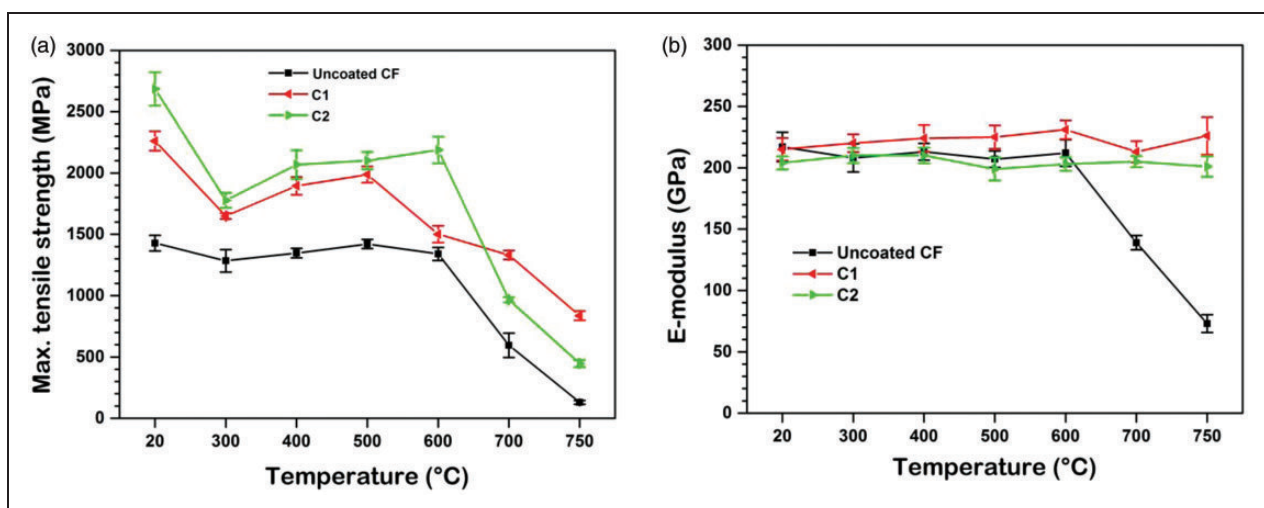 (a)
3000
2500
2000
1500
1000
500
0
Max. tensile strength (MPa)
Uncoated CF
C1
C2
20 300 400 500 600 700 750
Temperature (°C)
(b)
300
250
200
150
100
50
0
E-modulus (GPa)
Uncoated CF
C1
C2
20 300 400 500 600 700 750
Temperature (°C)